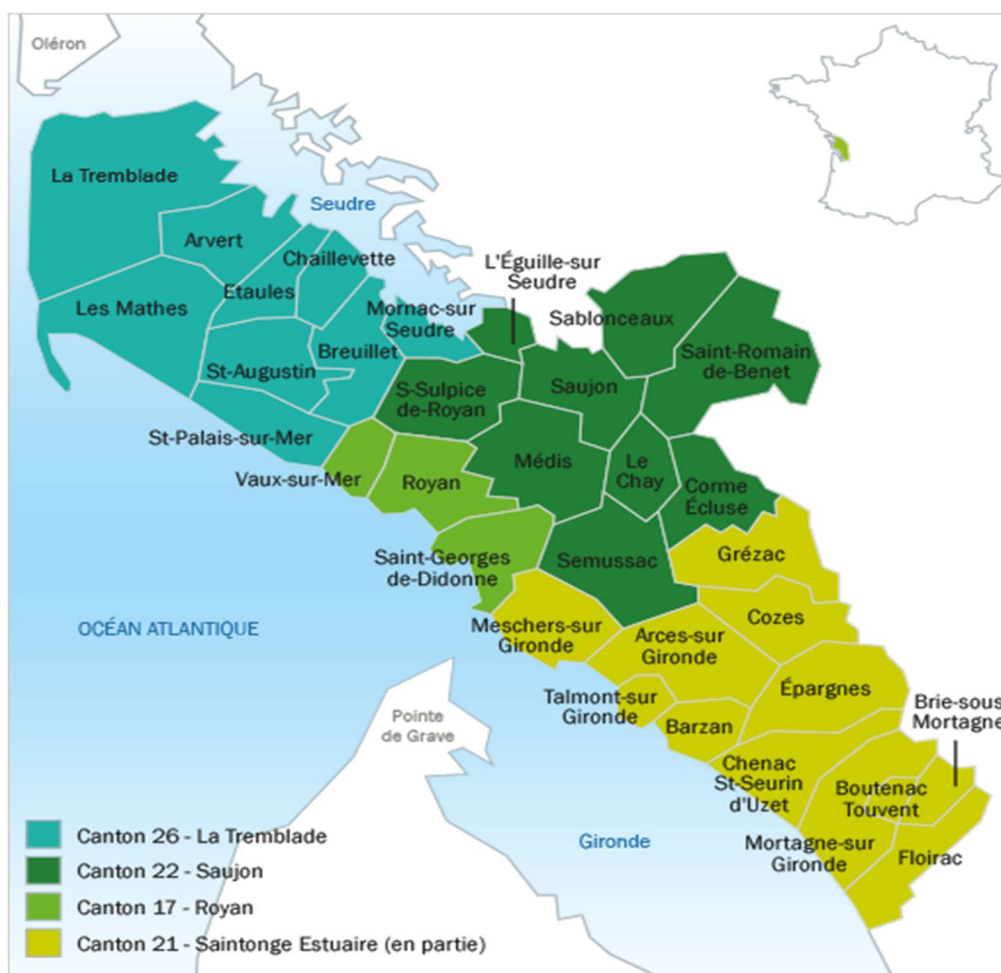 Oléron
La Tremblade
Seudre
Arvert
Chaillevette
L'Éguille-sur
Seudre
Etaules
Les Mathes
Mornac-sur
Seudre
Sablonceaux
Breuillet
Saint-Romain
de-Benet
St-Augustin
S-Sulpice
de-Royan
Saujon
St-Palais-sur-Mer
Médis
Le
Chay
Vaux-sur-Mer
Royan
Corme
Écluse
Saint-Georges
de-Didonne
Semussac
Grézac
OCÉAN ATLANTIQUE
Meschers-sur
Gironde
Arces-sur
Gironde
Cozes
Talmont-sur
Gironde
Épargnes
Brie-sous
Mortagne
Pointe
de Grave
Barzan
Chenac
St-Seurin
d'Uzet
Boutenac
Touvent
Gironde
Mortagne-sur
Gironde
Floirac
Canton 26 - La Tremblade
Canton 22 - Saujon
Canton 17 - Royan
Canton 21 - Saintonge Estuaire (en partie)